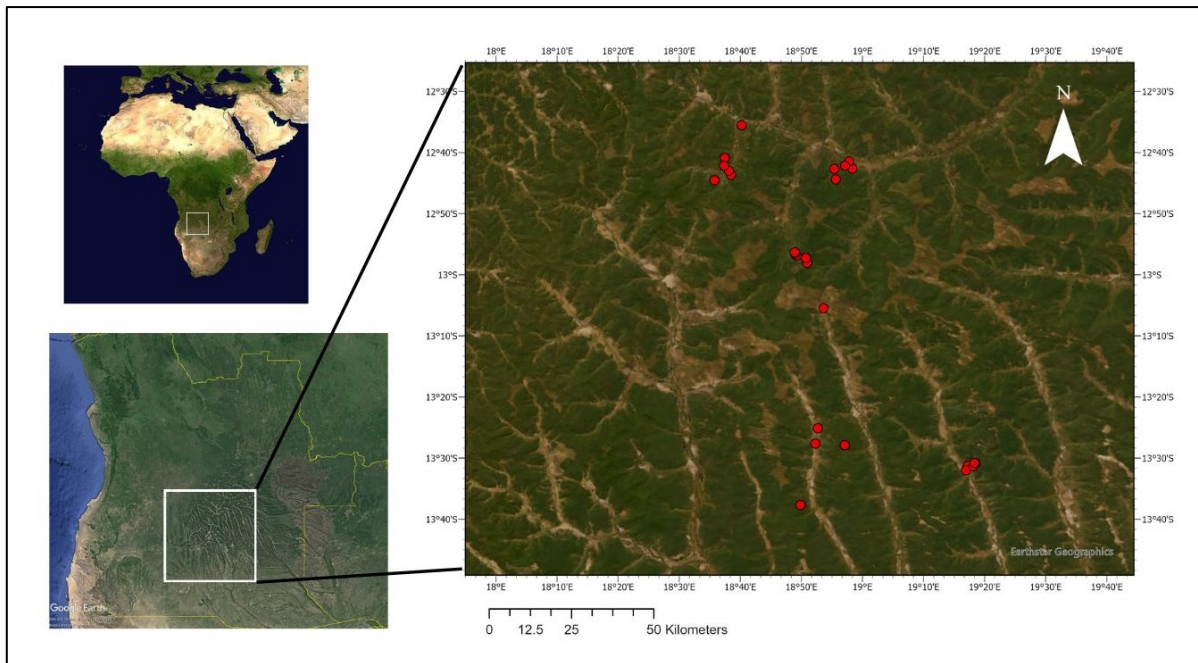 18°E 18°10'E 18°20'E 18°30'E 18°40'E 18°50'E 19°E 19°10'E 19°20'E 19°30'E 19°40'E
12°30'S 12°30'S
N
12°40'S 12°40'S
12°50'S 12°50'S
13°S 13°S
13°10'S 13°10'S
13°20'S 13°20'S
13°30'S 13°30'S
13°40'S 13°40'S
Earthstar Geographics
18°E 18°10'E 18°20'E 18°30'E 18°40'E 18°50'E 19°E 19°10'E 19°20'E 19°30'E 19°40'E
Google Earth
0 12.5 25 50 Kilometers